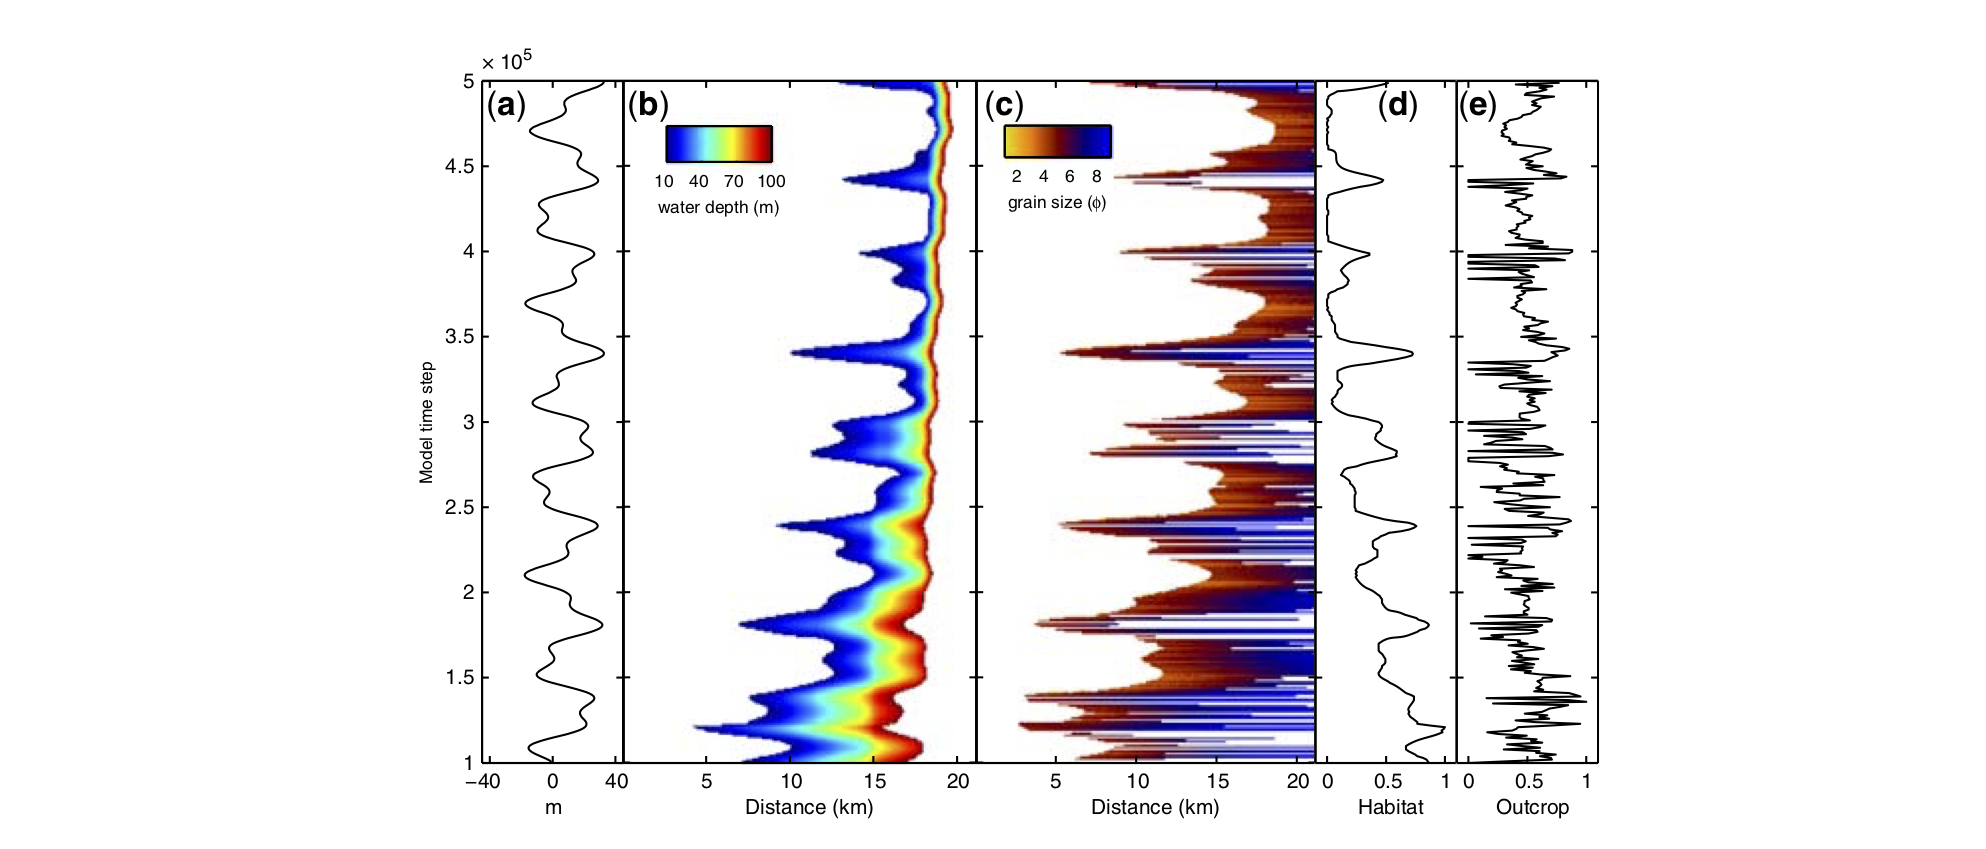 × 10⁵
5
4.5
4
3.5
3
2.5
2
1.5
1
Model time step
(a)
−40 0 40
m
(b)
10 40 70 100
water depth (m)
5 10 15 20
Distance (km)
(c)
2 4 6 8
grain size (ϕ)
5 10 15 20
Distance (km)
(d)
0 0.5 1
Habitat
(e)
0 0.5 1
Outcrop